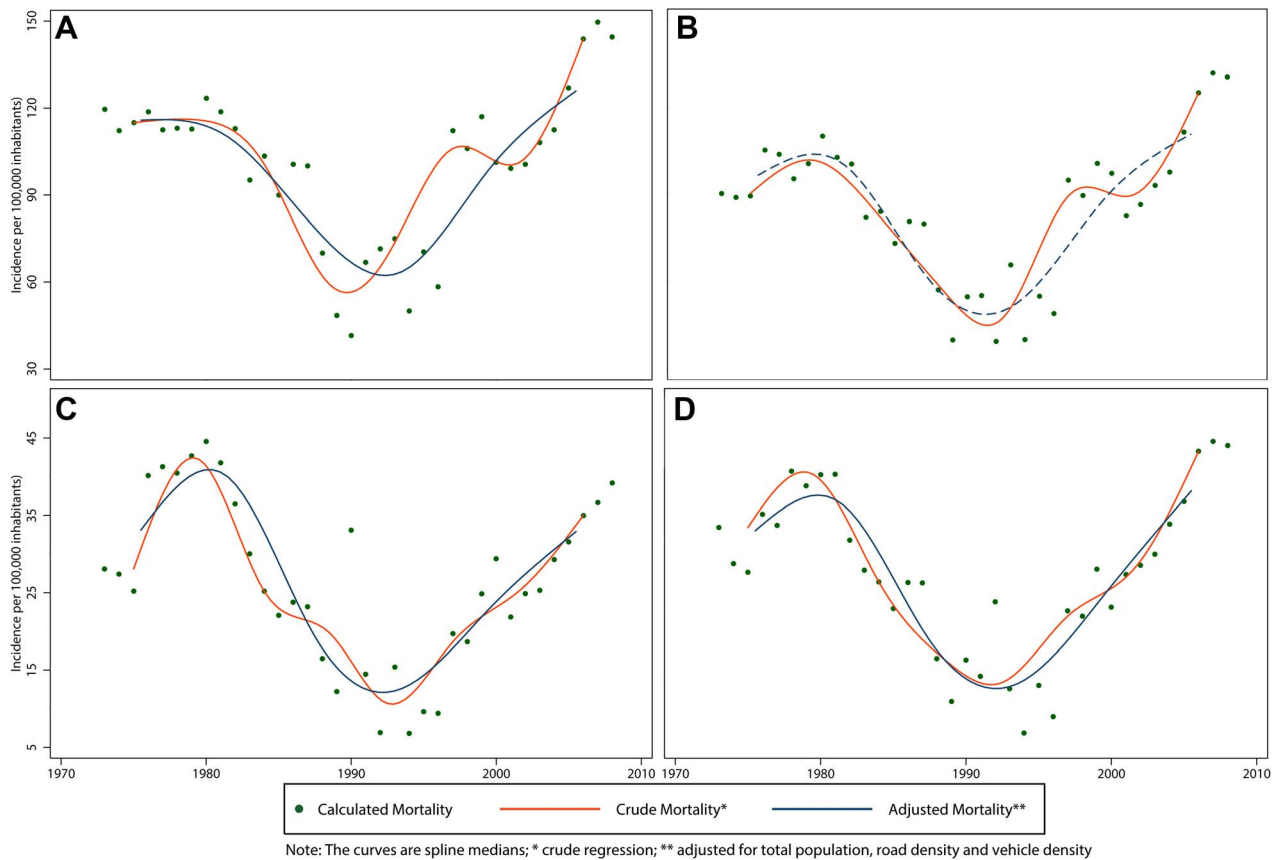 A
B
Incidence per 100,000 inhabitants)
150
120
90
60
30
C
D
Incidence per 100,000 inhabitants)
45
35
25
15
5
1970 1980 1990 2000 2010
1970 1980 1990 2000 2010
Calculated Mortality Crude Mortality* Adjusted Mortality**
Note: The curves are spline medians; * crude regression; ** adjusted for total population, road density and vehicle density